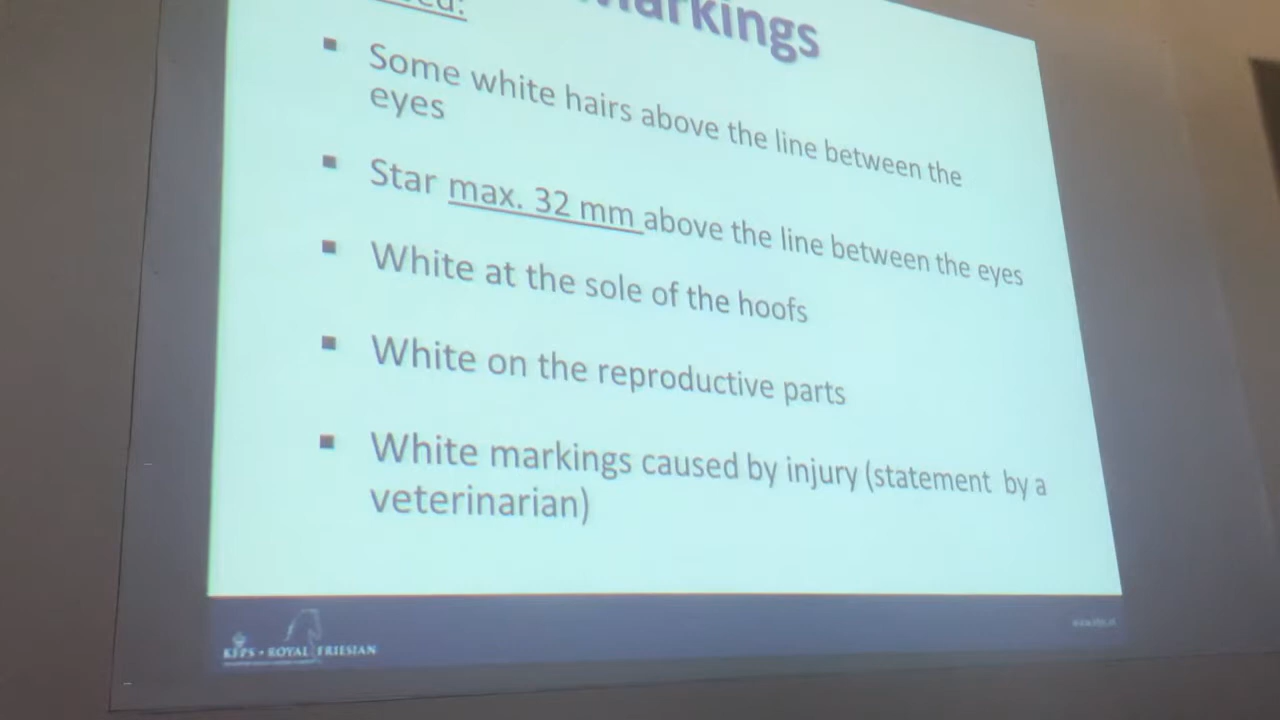 Markings
Some white hairs above the line between the
eyes
Star max. 32 mm above the line between the eyes
White at the sole of the hoofs
White on the reproductive parts
White markings caused by injury (statement by a
veterinarian)
KFPS • ROYAL FRIESIAN